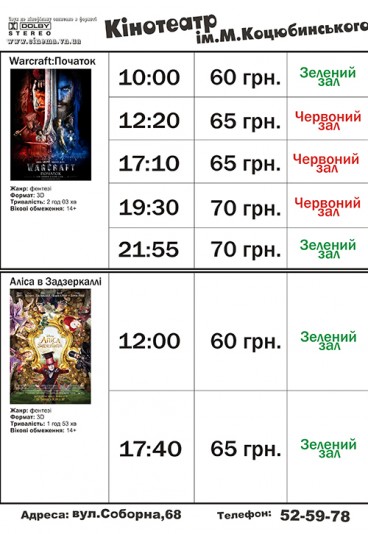 DOLBY
STEREO
www.cinema.vn.ua
Кінотеатр
ім.М.Коцюбинського
Warcraft:Початок
WARCRAFT
ПОЧАТОК
Жанр: фентезі
Формат: 3D
Тривалість: 2 год 03 хв
Вікові обмеження: 14+
10:00 60 грн. Зелений зал
12:20 65 грн. Червоний зал
17:10 65 грн. Червоний зал
19:30 70 грн. Червоний зал
21:55 70 грн. Зелений зал
Аліса в Задзеркаллі
Жанр: фентезі
Формат: 3D
Тривалість: 1 год 53 хв
Вікові обмеження: 14+
12:00 60 грн. Зелений зал
17:40 65 грн. Зелений зал
Адреса: вул.Соборна,68 Телефон: 52-59-78